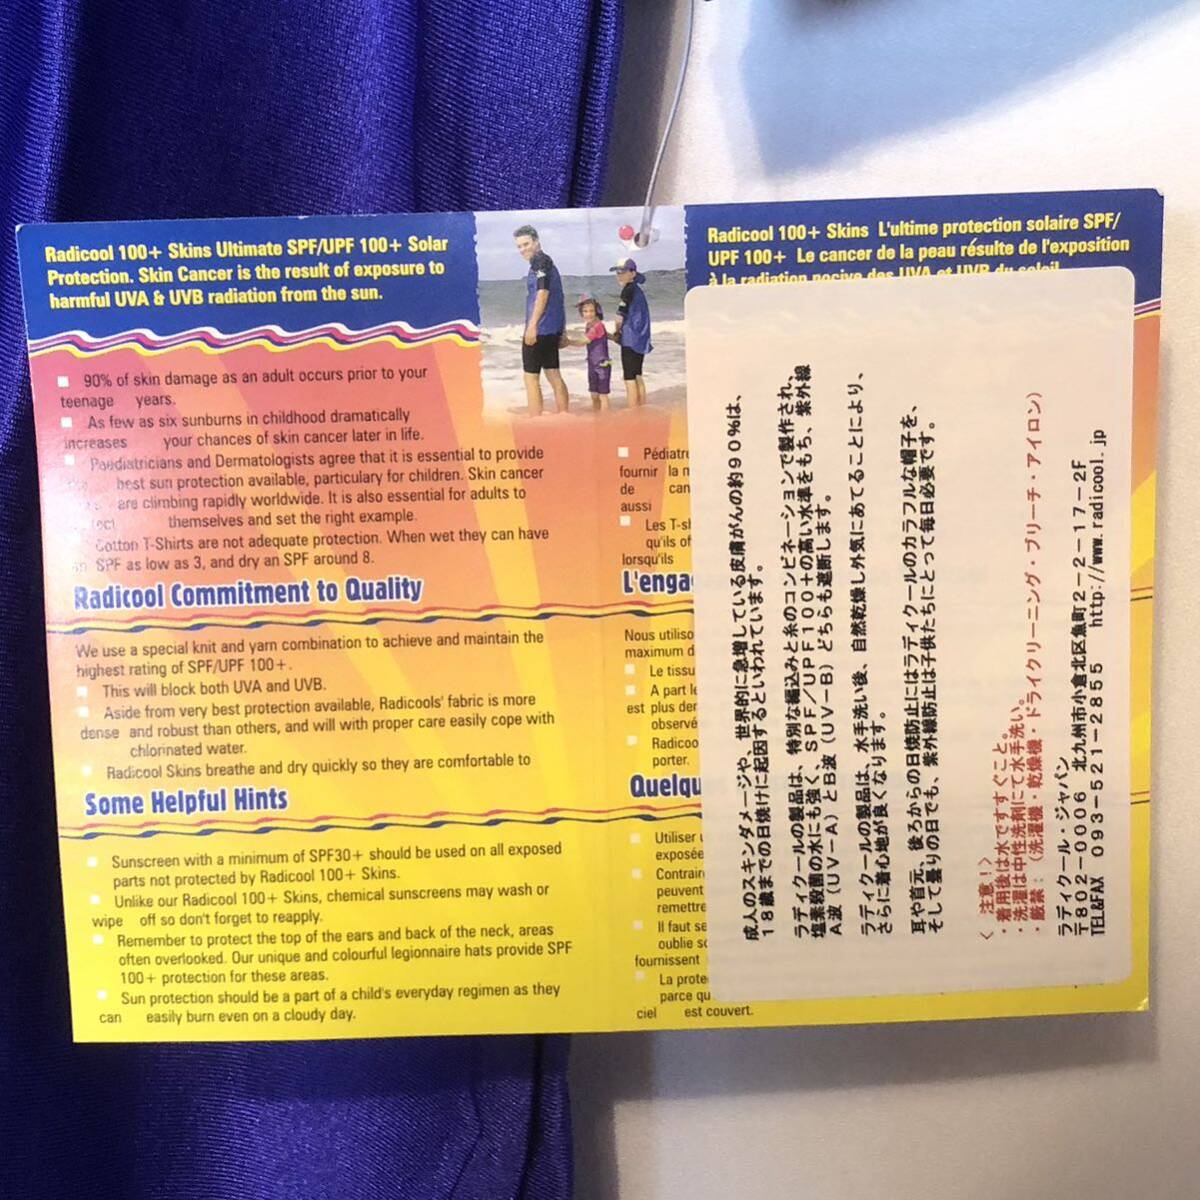 Radicool 100+ Skins Ultimate SPF/UPF 100+ Solar
Protection. Skin Cancer is the result of exposure to
harmful UVA & UVB radiation from the sun.
90% of skin damage as an adult occurs prior to your
teenage years.
As few as six sunburns in childhood dramatically
increases your chances of skin cancer later in life.
Paediatricians and Dermatologists agree that it is essential to provide
best sun protection available, particulary for children. Skin cancer
are climbing rapidly worldwide. It is also essential for adults to
themselves and set the right example.
Cotton T-Shirts are not adequate protection. When wet they can have
an SPF as low as 3, and dry an SPF around 8.
Radicool Commitment to Quality
We use a special knit and yarn combination to achieve and maintain the
highest rating of SPF/UPF 100+.
This will block both UVA and UVB.
Aside from very best protection available, Radicools' fabric is more
dense and robust than others, and will with proper care easily cope with
chlorinated water.
Radicool Skins breathe and dry quickly so they are comfortable to
Some Helpful Hints
Sunscreen with a minimum of SPF30+ should be used on all exposed
parts not protected by Radicool 100+ Skins.
Unlike our Radicool 100+ Skins, chemical sunscreens may wash or
wipe off so don't forget to reapply.
Remember to protect the top of the ears and back of the neck, areas
often overlooked. Our unique and colourful legionnaire hats provide SPF
100+ protection for these areas.
Sun protection should be a part of a child's everyday regimen as they
can easily burn even on a cloudy day.
Radicool 100+ Skins L'ultime protection solaire SPF/
UPF 100+ Le cancer de la peau résulte de l'exposition
à la radiation nocive des UVA et UVB du soleil
Pédiatr
fournir la n
de can
aussi
Les T-sh
qu'ils of
lorsqu'ils
L'enga
Nous utiliso
maximum d
Le tissu
A part le
est plus den
observé
Radicoo
porter.
Quelqu
Utiliser
exposée
Contrain
peuvent
remettre
Il faut se
oublie so
fournissent
La prote
parce qu
ciel est couvert.
成人のスキンダメージや、世界的に急増している皮膚がんの約90%は、
18歳までの日焼けに起因するといわれています。
ラディクールの製品は、特別な編込みと糸のコンビネーションで製作され、
塩素殺菌の水にも強く、SPF/UPF100+の高い水準をもち、紫外線
A波(UV-A)とB波(UV-B)どちらも遮断します。
ラディクールの製品は、水手洗い後、自然乾燥し外気にあてることにより、
さらに着心地が良くなります。
耳や首元、後ろからの日焼防止にはラディクールのカラフルな帽子を、
そして曇りの日でも、紫外線防止は子供たちにとって毎日必要です。
<注意!>
・着用後は水ですすぐこと。
・洗濯は中性洗剤にて水手洗い。
・厳禁:(洗濯機・乾燥機・ドライクリーニング・ブリーチ・アイロン)
ラディクール・ジャパン
〒802-0006 北九州市小倉北区魚町2-2-17-2F
TEL&FAX 093-521-2855 http://www.radicool.jp